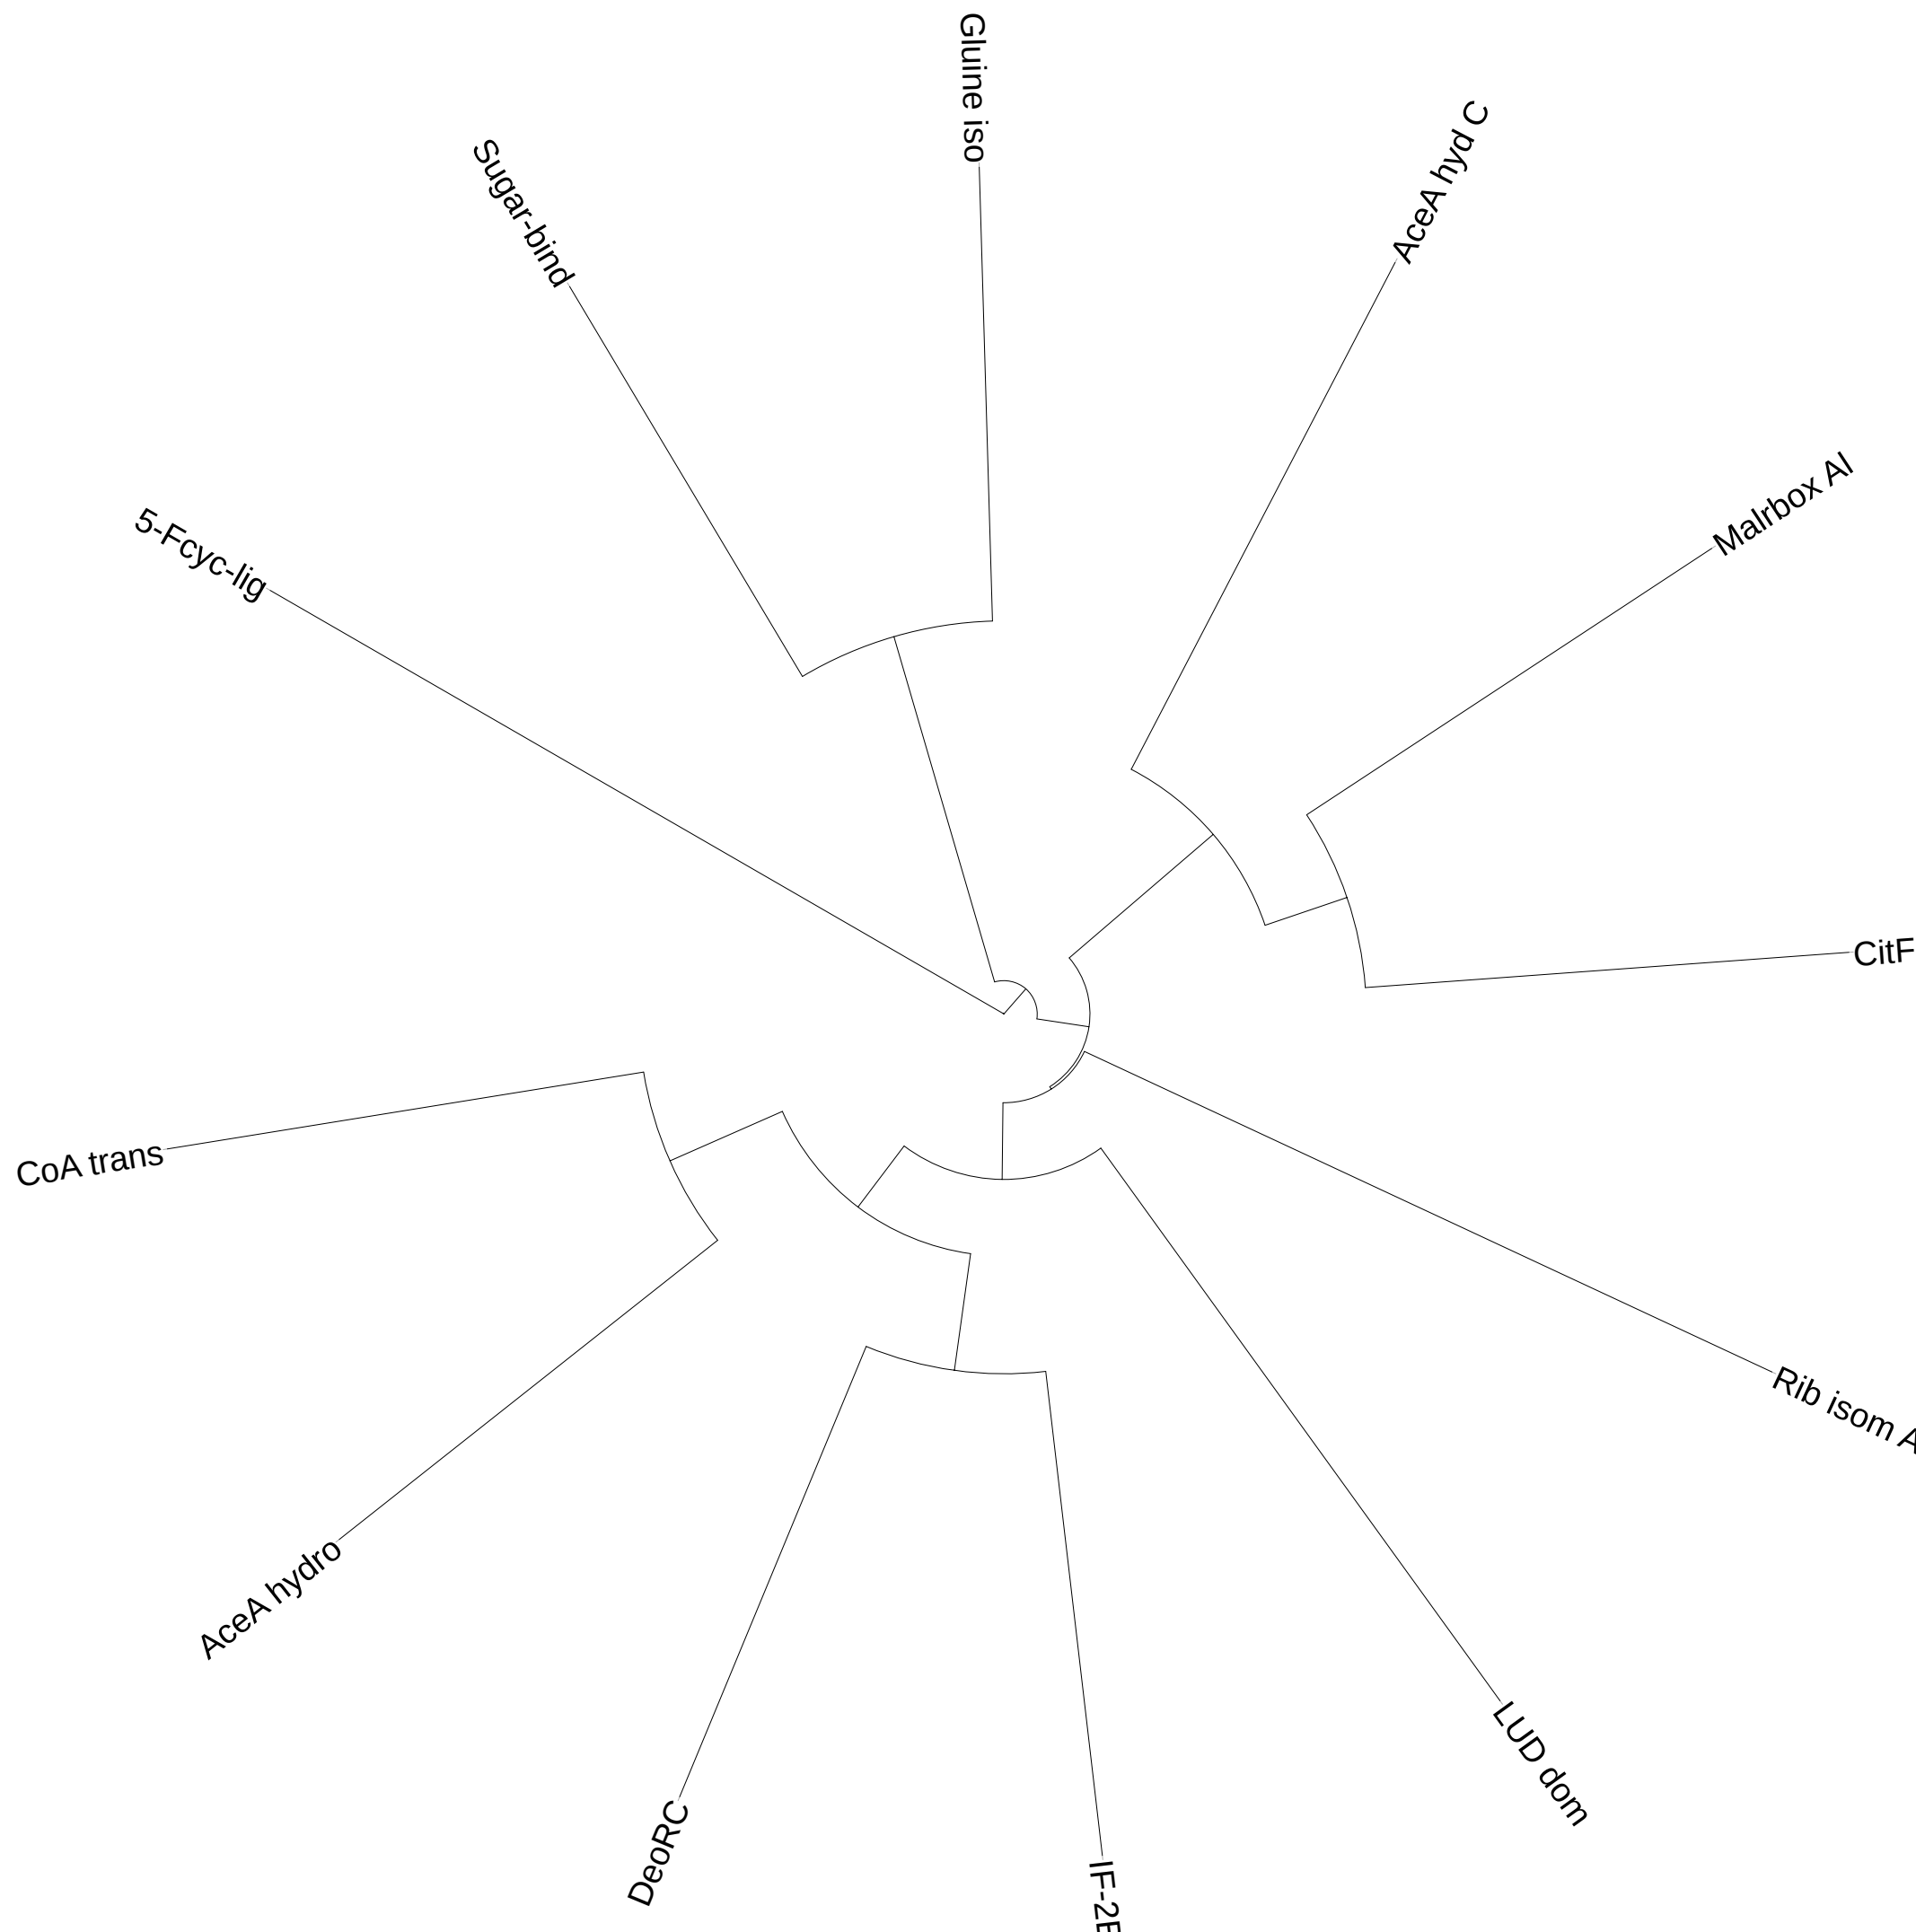 Gluine iso
AceA hyd C
Sugar-bind
Malrbox Al
5-Fcyc-lig
CitF
CoA trans
Rib isom A
AceA hydro
LUD dom
DeoRC